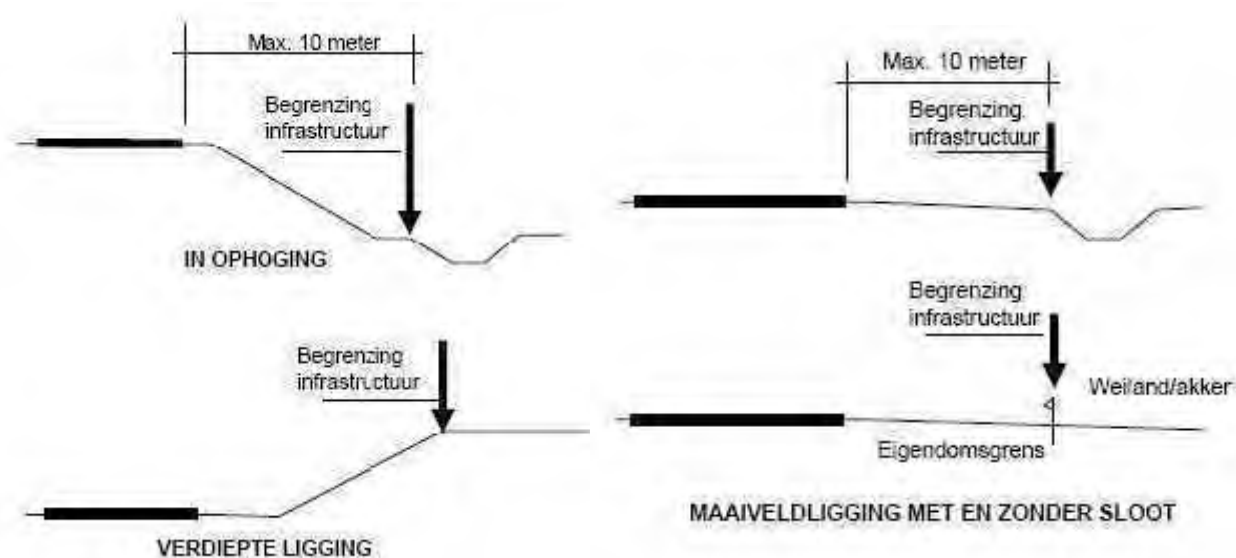 Max. 10 meter
Begrenzing
infrastructuur
IN OPHOGING
Begrenzing
infrastructuur
VERDIEPTE LIGGING
Max. 10 meter
Begrenzing
infrastructuur
Begrenzing
infrastructuur
Weiland/akker
Eigendomsgrens
MAAIVELDLIGGING MET EN ZONDER SLOOT